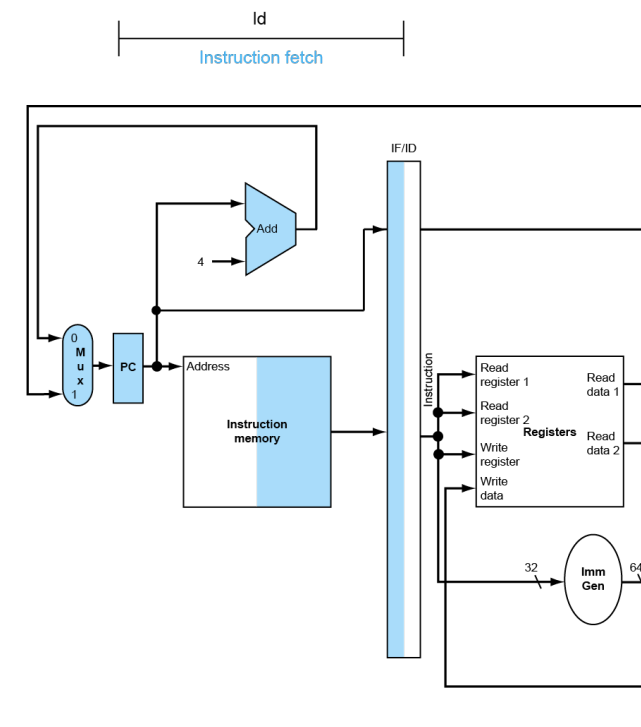 ld
Instruction fetch
IF/ID
Add
4
0
M
u
x
1
PC
Address
Instruction
memory
Instruction
Read
register 1
Read
register 2
Write
register
Write
data
Registers
Read
data 1
Read
data 2
32
Imm
Gen
64